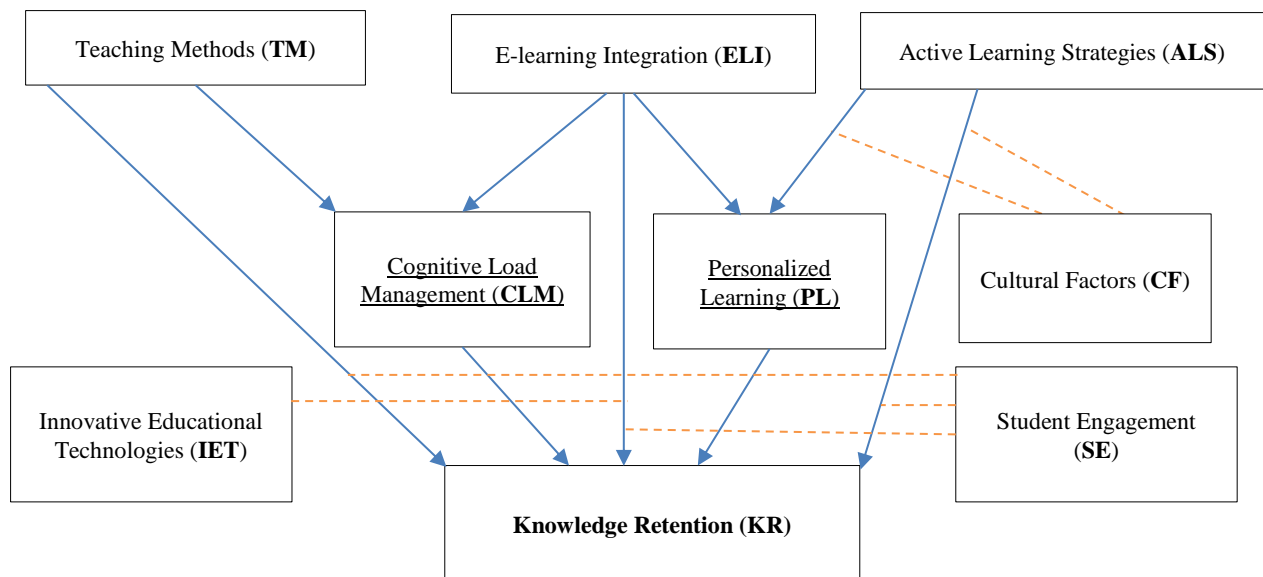 Teaching Methods (TM)
E-learning Integration (ELI)
Active Learning Strategies (ALS)
Cognitive Load
Management (CLM)
Personalized
Learning (PL)
Cultural Factors (CF)
Innovative Educational
Technologies (IET)
Student Engagement
(SE)
Knowledge Retention (KR)